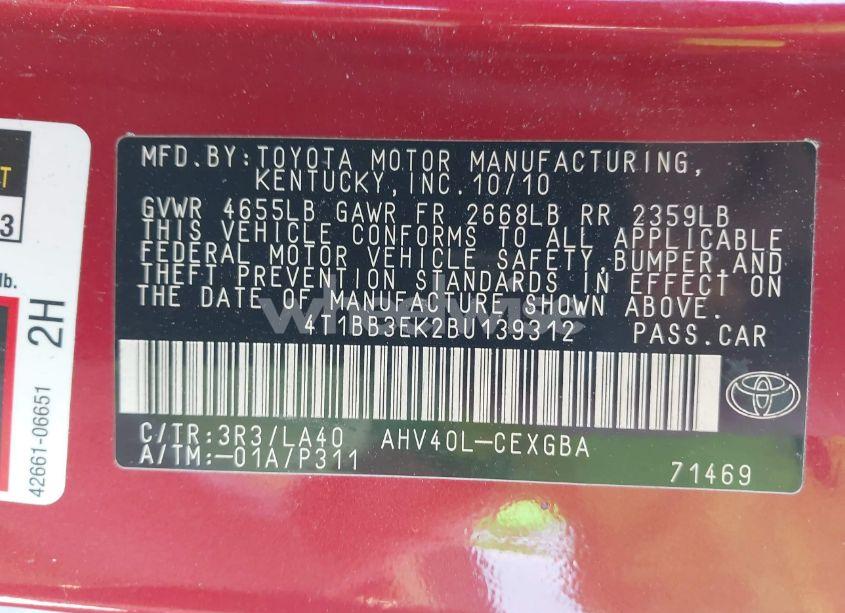 MFD.BY:TOYOTA MOTOR MANUFACTURING,
KENTUCKY,INC.10/10
GVWR 4655LB GAWR FR 2668LB RR 2359LB
THIS VEHICLE CONFORMS TO ALL APPLICABLE
FEDERAL MOTOR VEHICLE SAFETY,BUMPER,AND
THEFT PREVENTION STANDARDS IN EFFECT ON
THE DATE OF MANUFACTURE SHOWN ABOVE.
4T1BB3EK2BU139312 PASS.CAR
C/TR:3R3/LA40 AHV40L-CEXGBA
A/TM:-01A/P311
71469
3
lb.
2H
42661-06651